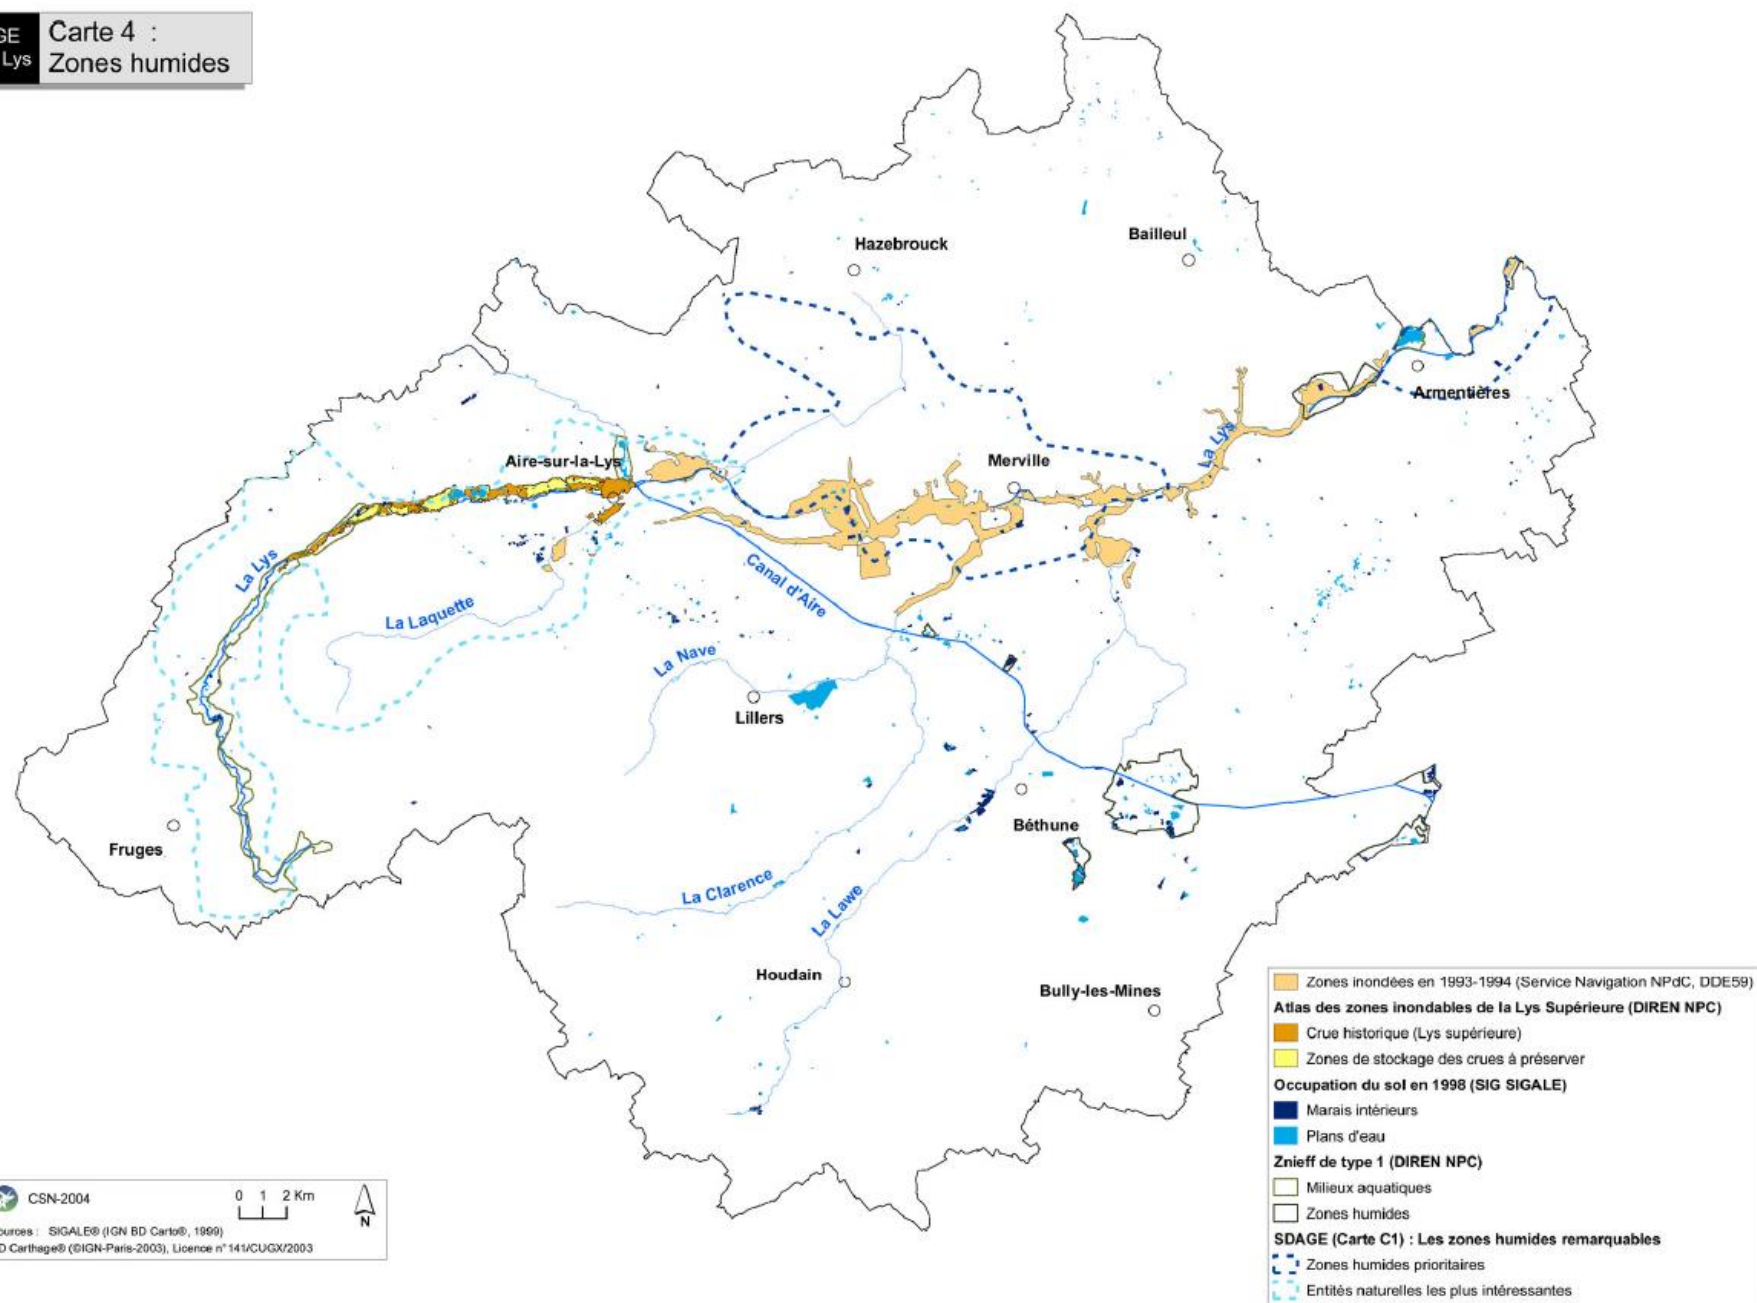 GE
Lys
Carte 4 :
Zones humides
Hazebrouck
Bailleul
Armentières
La Lys
Merville
Aire-sur-la-Lys
La Lys
Canal d'Aire
La Laquette
La Nave
Lillers
Béthune
Fruges
La Clarence
La Lawe
Houdain
Bully-les-Mines
Zones inondées en 1993-1994 (Service Navigation NPdC, DDE59)
Atlas des zones inondables de la Lys Supérieure (DIREN NPC)
Crue historique (Lys supérieure)
Zones de stockage des crues à préserver
Occupation du sol en 1998 (SIG SIGALE)
Marais intérieurs
Plans d'eau
Znieff de type 1 (DIREN NPC)
Milieux aquatiques
Zones humides
SDAGE (Carte C1) : Les zones humides remarquables
Zones humides prioritaires
Entités naturelles les plus intéressantes
CSN-2004
0 1 2 Km
N
ources : SIGALE® (IGN BD Carto®, 1999)
D Carthage® (©IGN-Paris-2003), Licence n°141/CUGX/2003